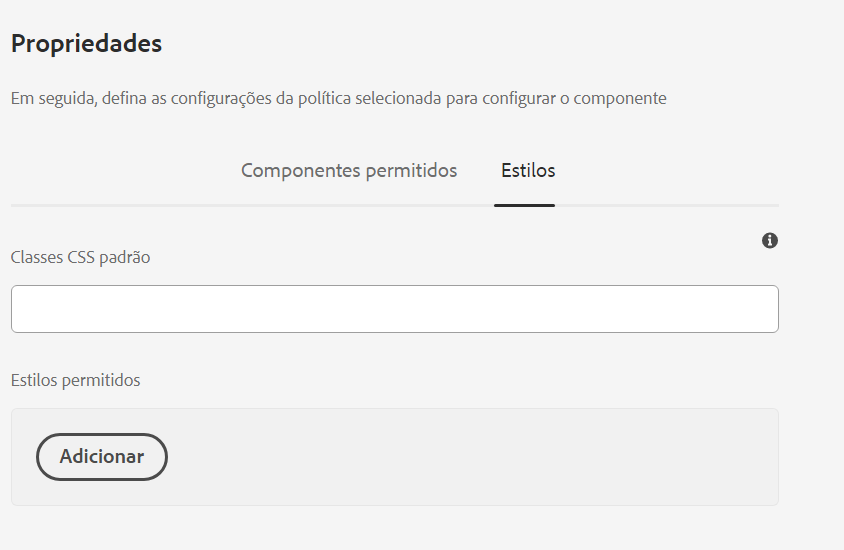 Propriedades
Em seguida, defina as configurações da política selecionada para configurar o componente
Componentes permitidos Estilos
Classes CSS padrão
Estilos permitidos
Adicionar